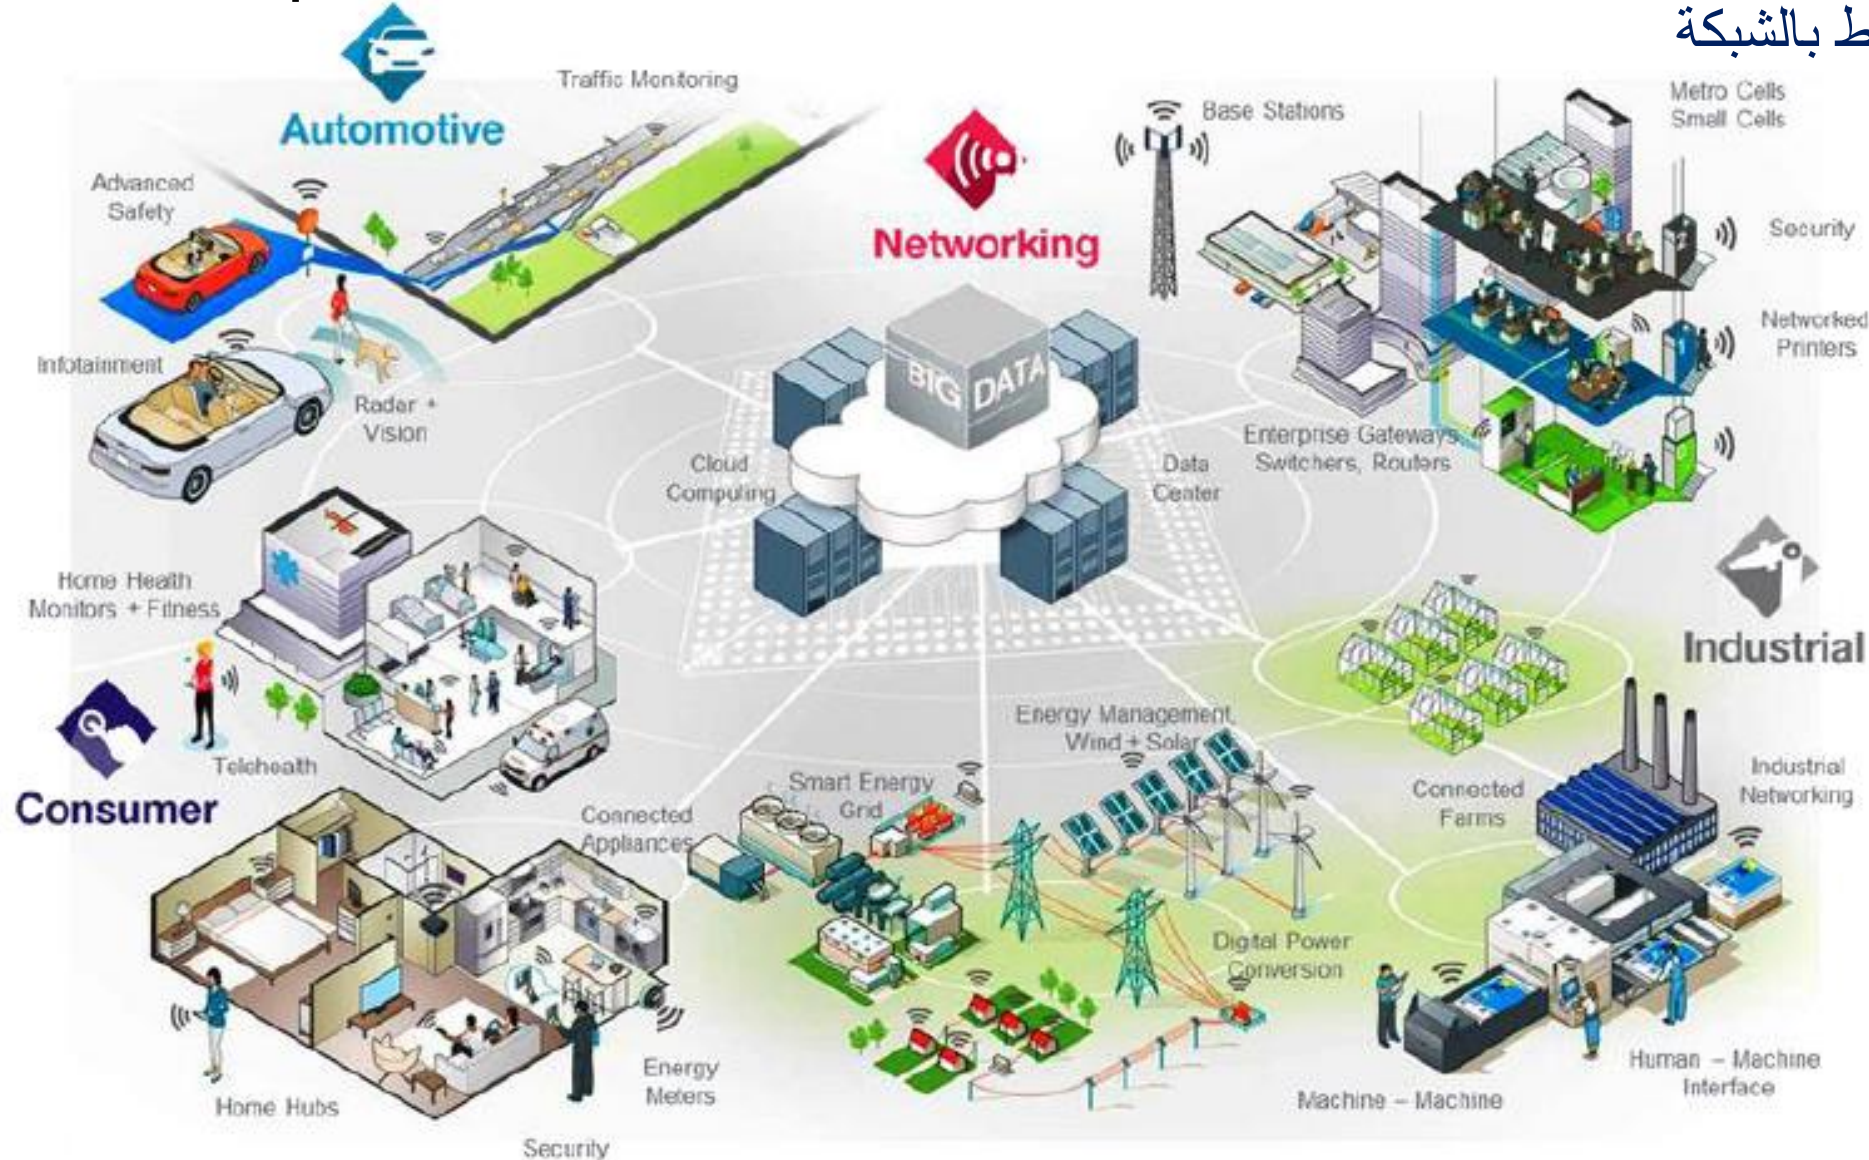 بالشبكة
Automotive
Traffic Monitoring
Advanced
Safety
Infotainment
Radar +
Vision
Networking
Base Stations
Metro Cells
Small Cells
Security
Networked
Printers
Enterprise Gateways
Switchers, Routers
BIG DATA
Cloud
Computing
Data
Center
Home Health
Monitors + Fitness
Telehealth
Consumer
Connected
Appliances
Home Hubs
Energy
Meters
Security
Smart Energy
Grid
Energy Management,
Wind + Solar
Digital Power
Conversion
Industrial
Connected
Farms
Industrial
Networking
Machine – Machine
Human – Machine
Interface